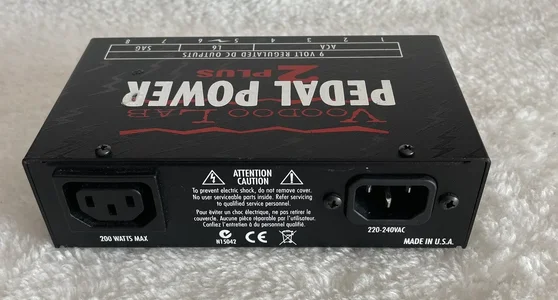 8 7 6 5 4 3 2 1
SAG L6 ACA
9 VOLT REGULATED DC OUTPUTS
2 PLUS
PEDAL POWER
VOODOO LAB
ATTENTION
CAUTION
To prevent electric shock, do not remove cover.
No user serviceable parts inside. Refer servicing
to qualified service personnel.
Pour éviter un choc électrique, ne pas retirer le
couvercle. Aucune pièce réparable par l'utilisateur.
Confiez l'entretien à du personnel qualifié.
200 WATTS MAX
N15042
CE
220-240VAC
MADE IN U.S.A.